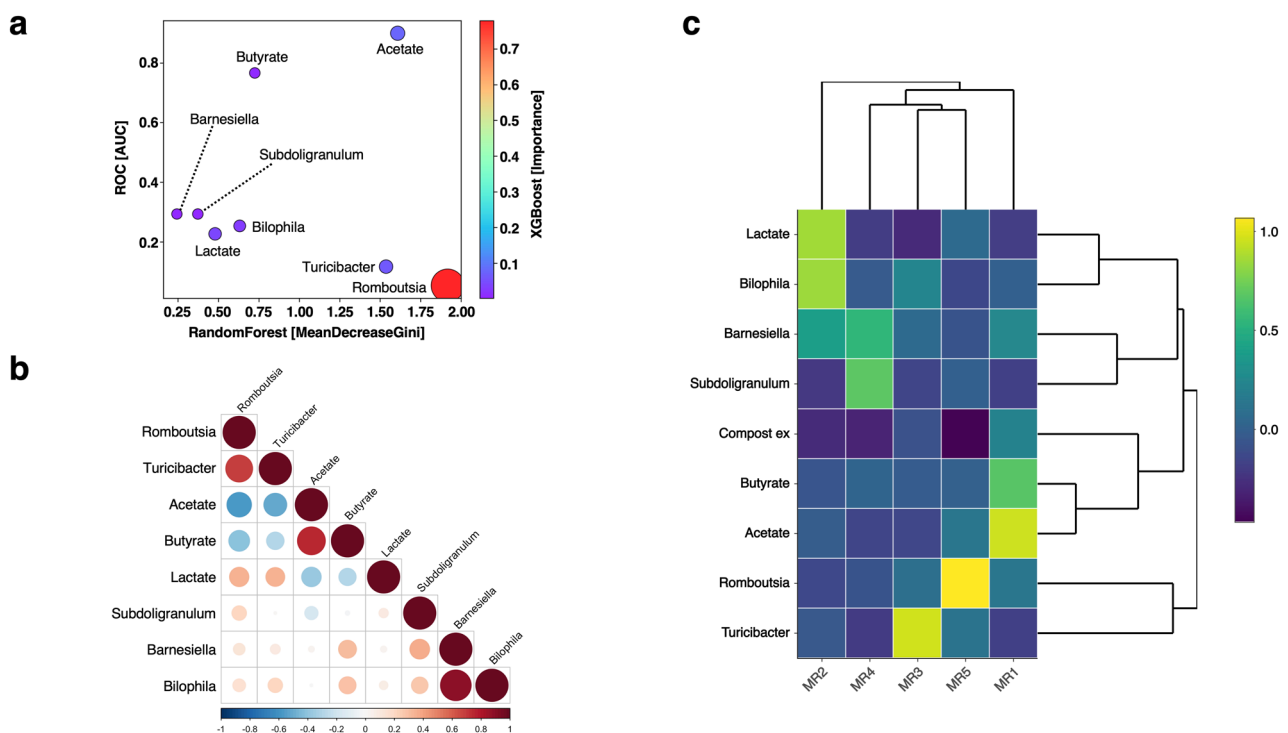 a
Butyrate
Acetate
Barnesiella
Subdoligranulum
Bilophila
Lactate
Turicibacter
Romboutsia
0.8
0.6
0.4
0.2
ROC [AUC]
0.25 0.50 0.75 1.00 1.25 1.50 1.75 2.00
RandomForest [MeanDecreaseGini]
0.7
0.6
0.5
0.4
0.3
0.2
0.1
XGBoost [Importance]
b
Romboutsia
Turicibacter
Acetate
Butyrate
Lactate
Subdoligranulum
Barnesiella
Bilophila
Romboutsia
Turicibacter
Acetate
Butyrate
Lactate
Subdoligranulum
Barnesiella
Bilophila
-1 -0.8 -0.6 -0.4 -0.2 0 0.2 0.4 0.6 0.8 1
c
Lactate
Bilophila
Barnesiella
Subdoligranulum
Compost ex
Butyrate
Acetate
Romboutsia
Turicibacter
MR2 MR4 MR3 MR5 MR1
1.0
0.5
0.0